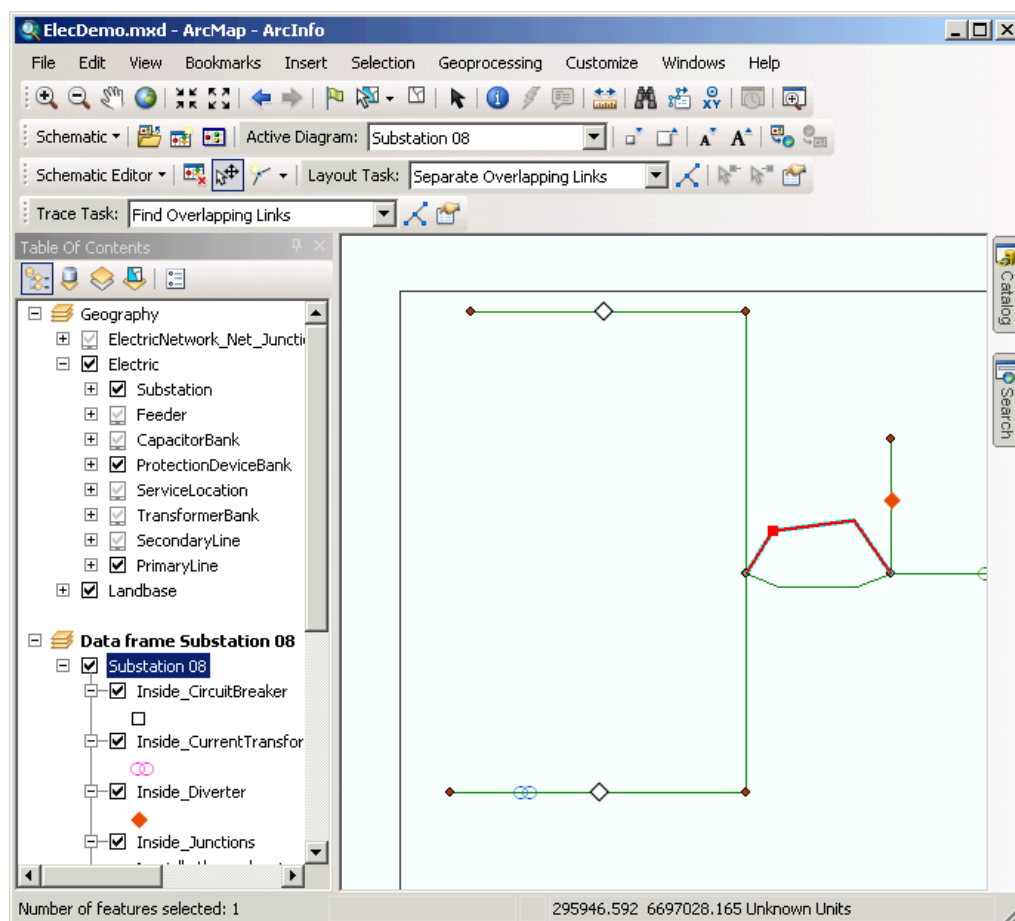 ElecDemo.mxd - ArcMap - ArcInfo
File Edit View Bookmarks Insert Selection Geoprocessing Customize Windows Help
XY
Schematic Active Diagram: Substation 08 A A
Schematic Editor Layout Task: Separate Overlapping Links
Trace Task: Find Overlapping Links
Table Of Contents
Catalog
Search
Geography
ElectricNetwork_Net_Juncti
Electric
Substation
Feeder
CapacitorBank
ProtectionDeviceBank
ServiceLocation
TransformerBank
SecondaryLine
PrimaryLine
Landbase
Data frame Substation 08
Substation 08
Inside_CircuitBreaker
Inside_CurrentTransfor
Inside_Diverter
Inside_Junctions
Number of features selected: 1
295946.592 6697028.165 Unknown Units